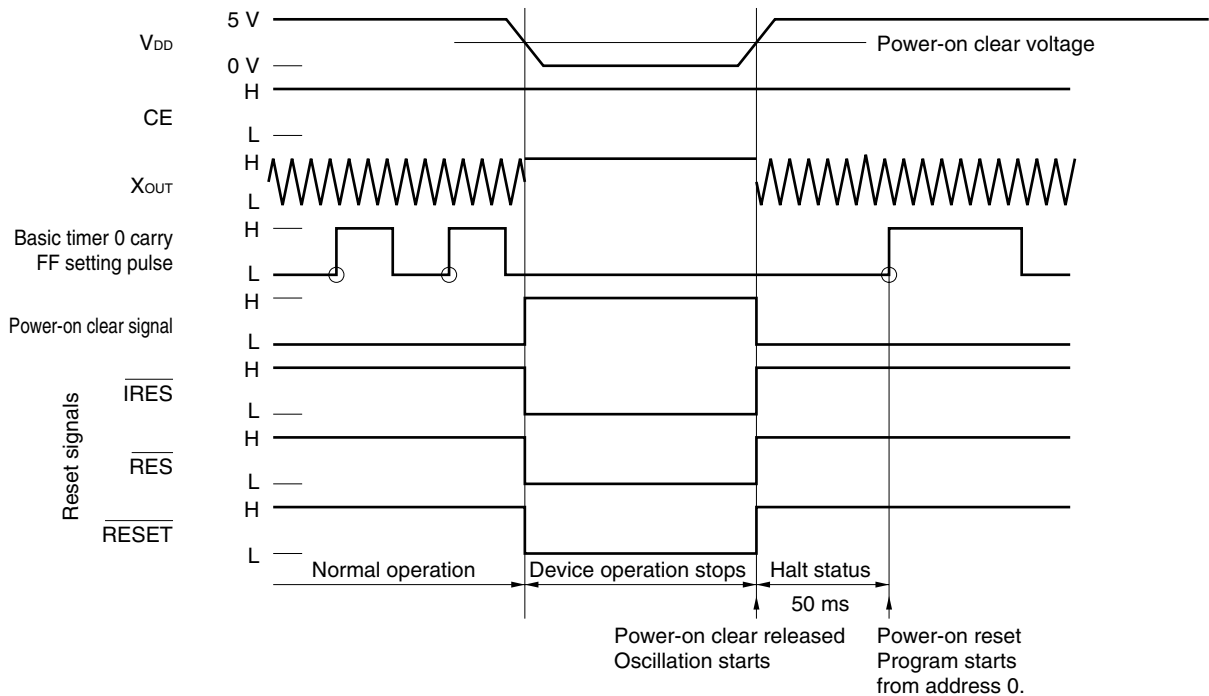 5 V
VDD
Power-on clear voltage
0 V
H
CE
L
H
XOUT
L
H
Basic timer 0 carry
FF setting pulse
L
H
Power-on clear signal
L
H
IRES
L
H
Reset signals
RES
L
H
RESET
L
Normal operation
Device operation stops
Halt status
50 ms
Power-on clear released
Oscillation starts
Power-on reset
Program starts
from address 0.